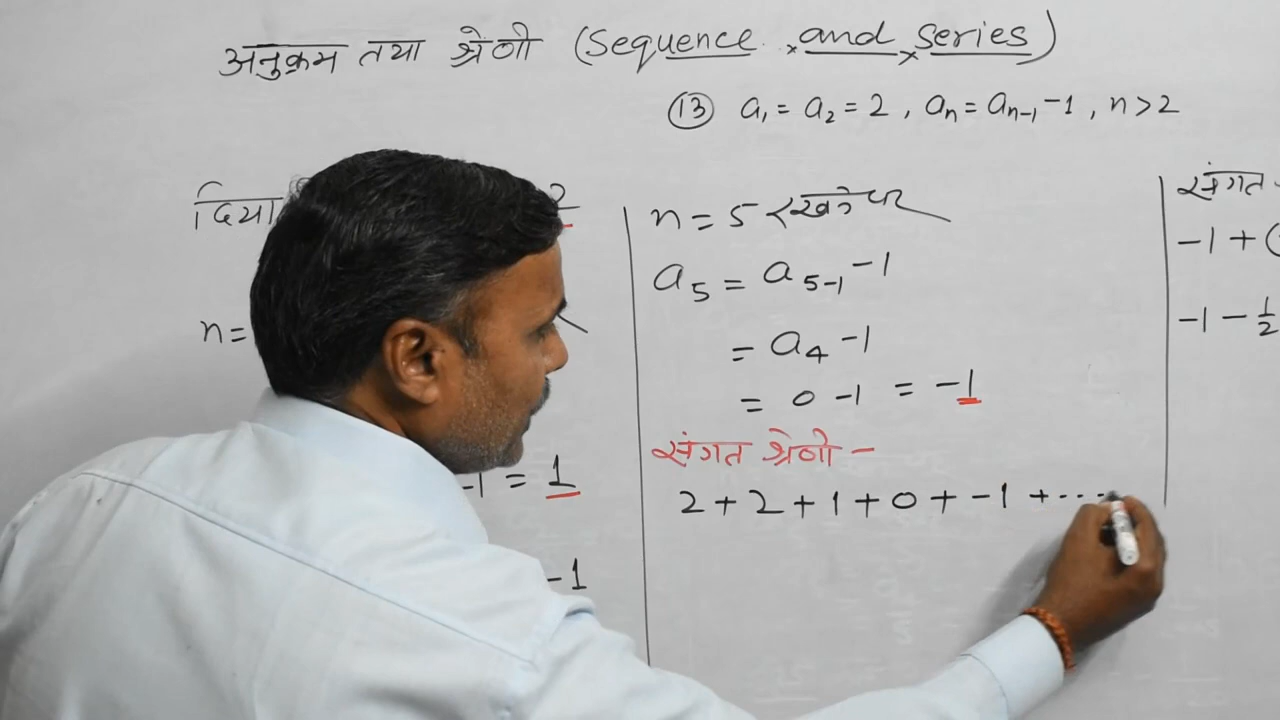 अनुक्रम तथा श्रेणी (Sequence and series)
⑬ a₁ = a₂ = 2 , aₙ = aₙ₋₁ -1 , n > 2
दिया
2
n =
-1 = 1
-1
n = 5 रखने पर
a₅ = a₅₋₁ -1
= a₄ -1
= 0 -1 = -1
संगत श्रेणी -
2 + 2 + 1 + 0 + -1 + ----
संगत
-1 + (
-1 - 1/2